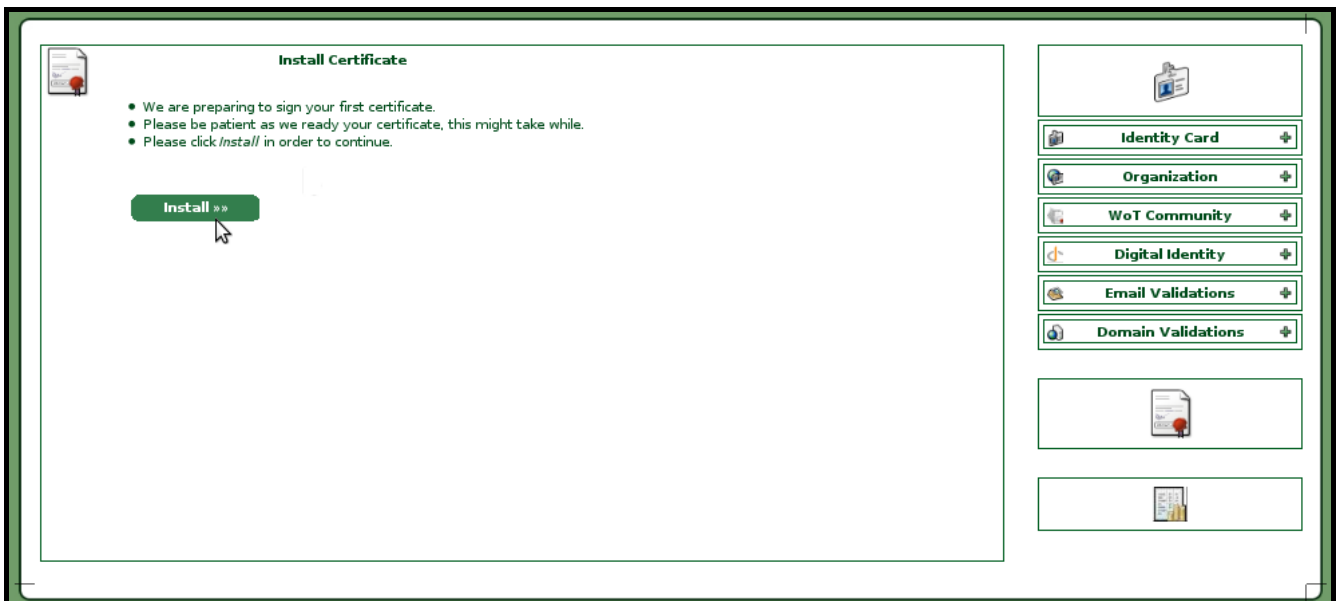 Install Certificate
We are preparing to sign your first certificate.
Please be patient as we ready your certificate, this might take while.
Please click Install in order to continue.
Install »»
Identity Card
Organization
WoT Community
Digital Identity
Email Validations
Domain Validations